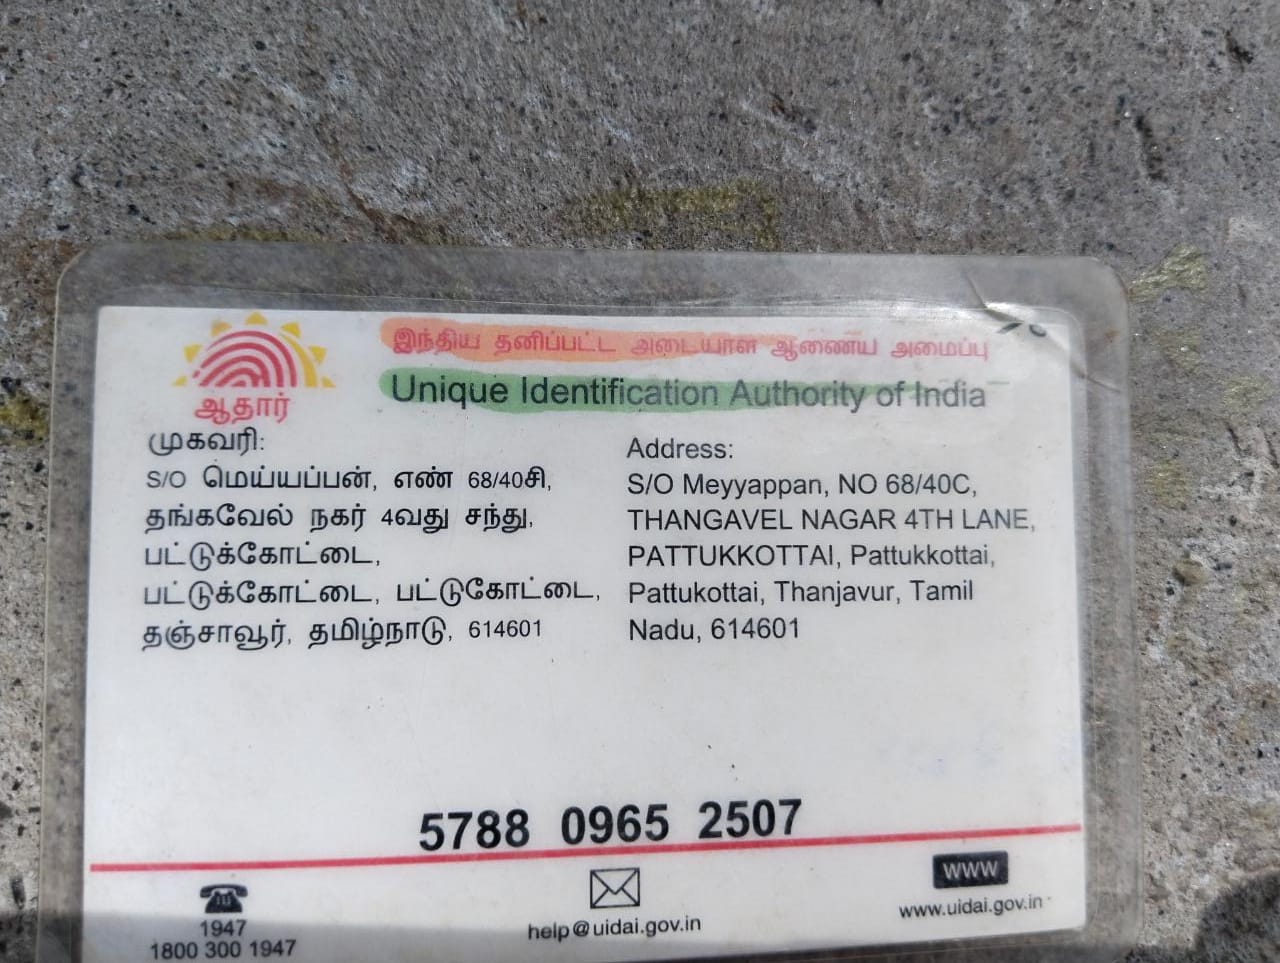 இந்திய தனிப்பட்ட அடையாள ஆணைய அமைப்பு
Unique Identification Authority of India
ஆதார்
முகவரி:
S/O மெய்யப்பன், எண் 68/40சி,
தங்கவேல் நகர் 4வது சந்து,
பட்டுக்கோட்டை,
பட்டுக்கோட்டை, பட்டுகோட்டை,
தஞ்சாவூர், தமிழ்நாடு, 614601
Address:
S/O Meyyappan, NO 68/40C,
THANGAVEL NAGAR 4TH LANE,
PATTUKKOTTAI, Pattukkottai,
Pattukottai, Thanjavur, Tamil
Nadu, 614601
5788 0965 2507
1947
1800 300 1947
help@uidai.gov.in
WWW
www.uidai.gov.in